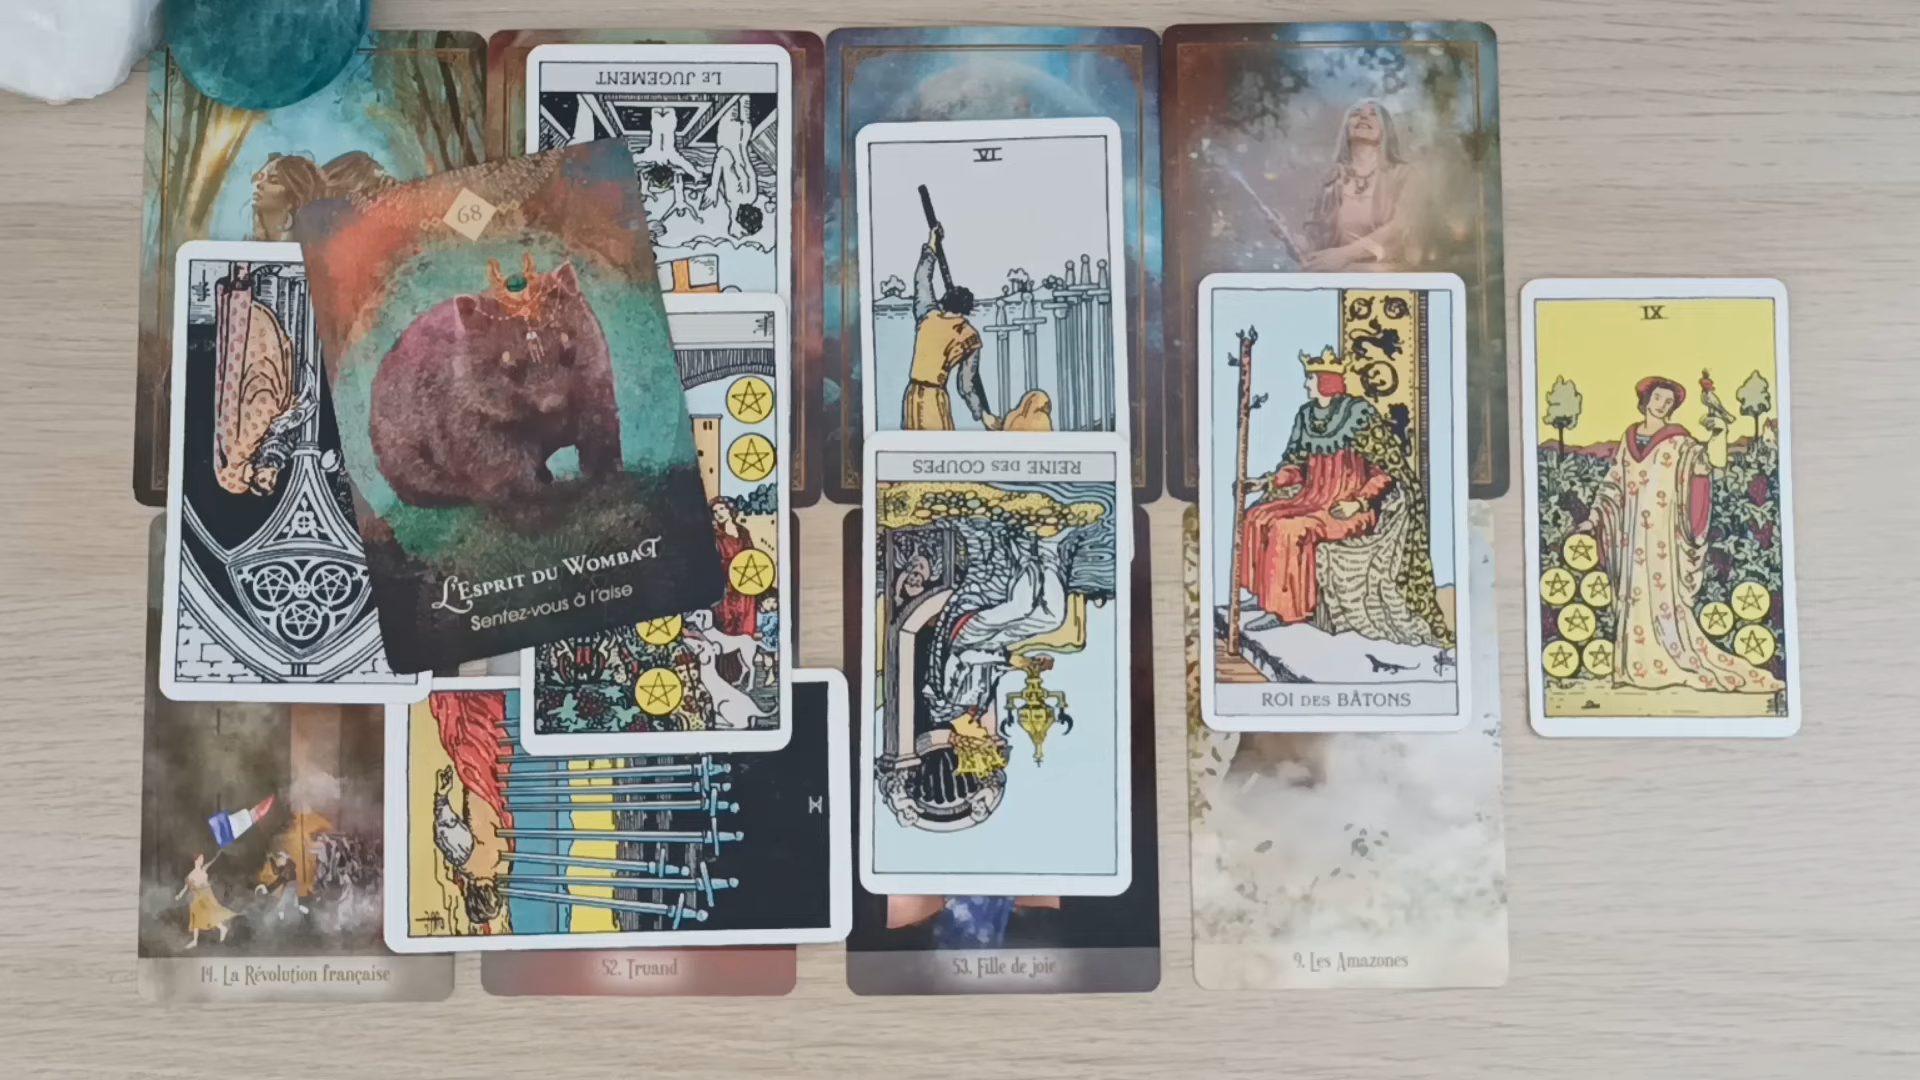 LE JUGEMENT
68
L'ESPRIT DU WOMBAT
Sentez-vous à l'aise
VI
REINE DES COUPES
ROI DES BÂTONS
IX
X
14. La Révolution française
52. Truand
53. Fille de joie
9. Les Amazones